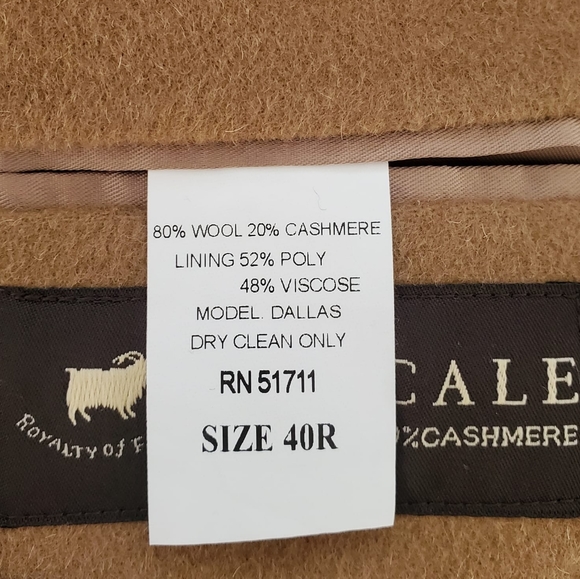 80% WOOL 20% CASHMERE
LINING 52% POLY
48% VISCOSE
MODEL. DALLAS
DRY CLEAN ONLY
RN 51711
SIZE 40R
CALE
ROYALTY of F
%CASHMERE